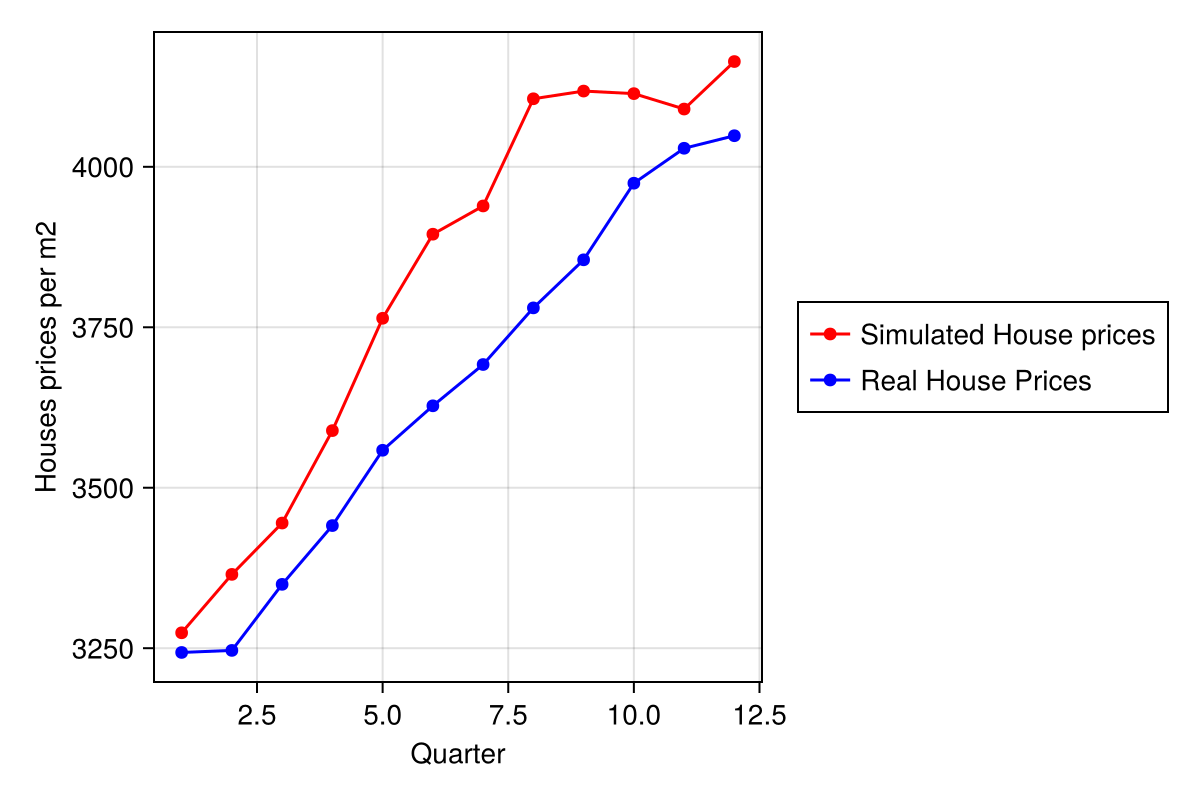 Houses prices per m2
4000
3750
3500
3250
2.5 5.0 7.5 10.0 12.5
Quarter
Simulated House prices
Real House Prices